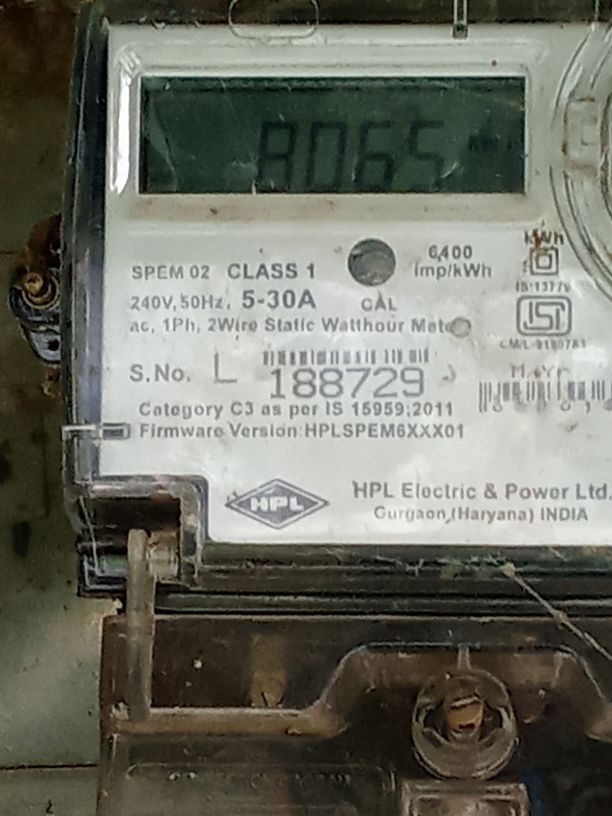 8065
SPEM 02 CLASS 1
6,400
imp/kWh
kWh
240V, 50Hz, 5-30A
CAL
ac, 1Ph, 2Wire Static Watthour Meter
S.No. L 188729
Category C3 as per IS 15959:2011
Firmware Version:HPLSPEM6XXX01
HPL
HPL Electric & Power Ltd.
Gurgaon,(Haryana) INDIA